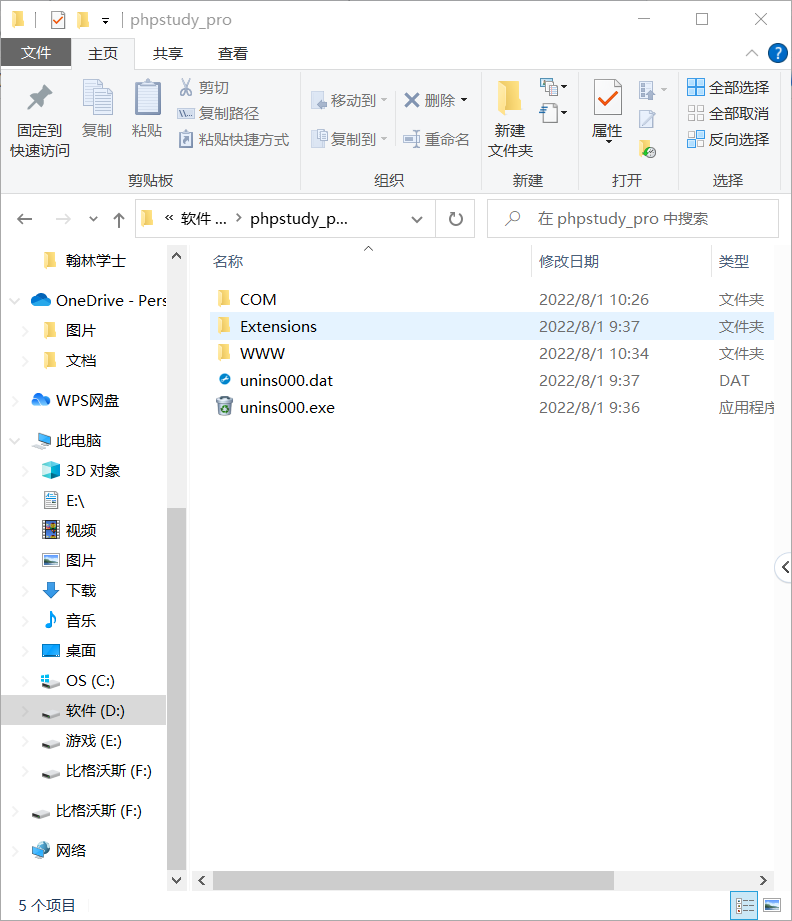 phpstudy_pro
文件 主页 共享 查看
固定到
快速访问
复制
粘贴
剪切
复制路径
粘贴快捷方式
剪贴板
移动到
复制到
删除
重命名
组织
新建
文件夹
新建
属性
打开
全部选择
全部取消
反向选择
选择
« 软件 ... phpstudy_p...
在 phpstudy_pro 中搜索
翰林学士
OneDrive - Pers
图片
文档
WPS网盘
此电脑
3D 对象
E:\
视频
图片
下载
音乐
桌面
OS (C:)
软件 (D:)
游戏 (E:)
比格沃斯 (F:)
比格沃斯 (F:)
网络
名称 修改日期 类型
COM 2022/8/1 10:26 文件夹
Extensions 2022/8/1 9:37 文件夹
WWW 2022/8/1 10:34 文件夹
unins000.dat 2022/8/1 9:37 DAT
unins000.exe 2022/8/1 9:36 应用程序
5 个项目